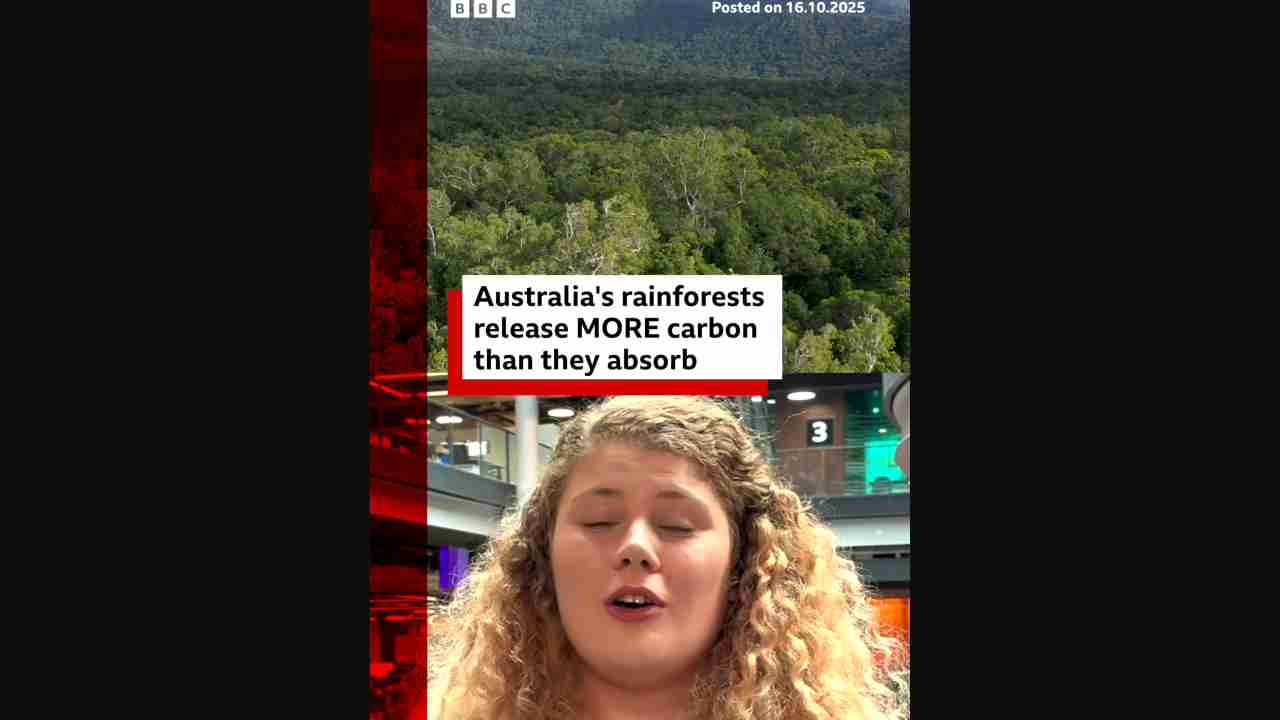 BBC
Posted on 16.10.2025
Australia's rainforests
release MORE carbon
than they absorb
3